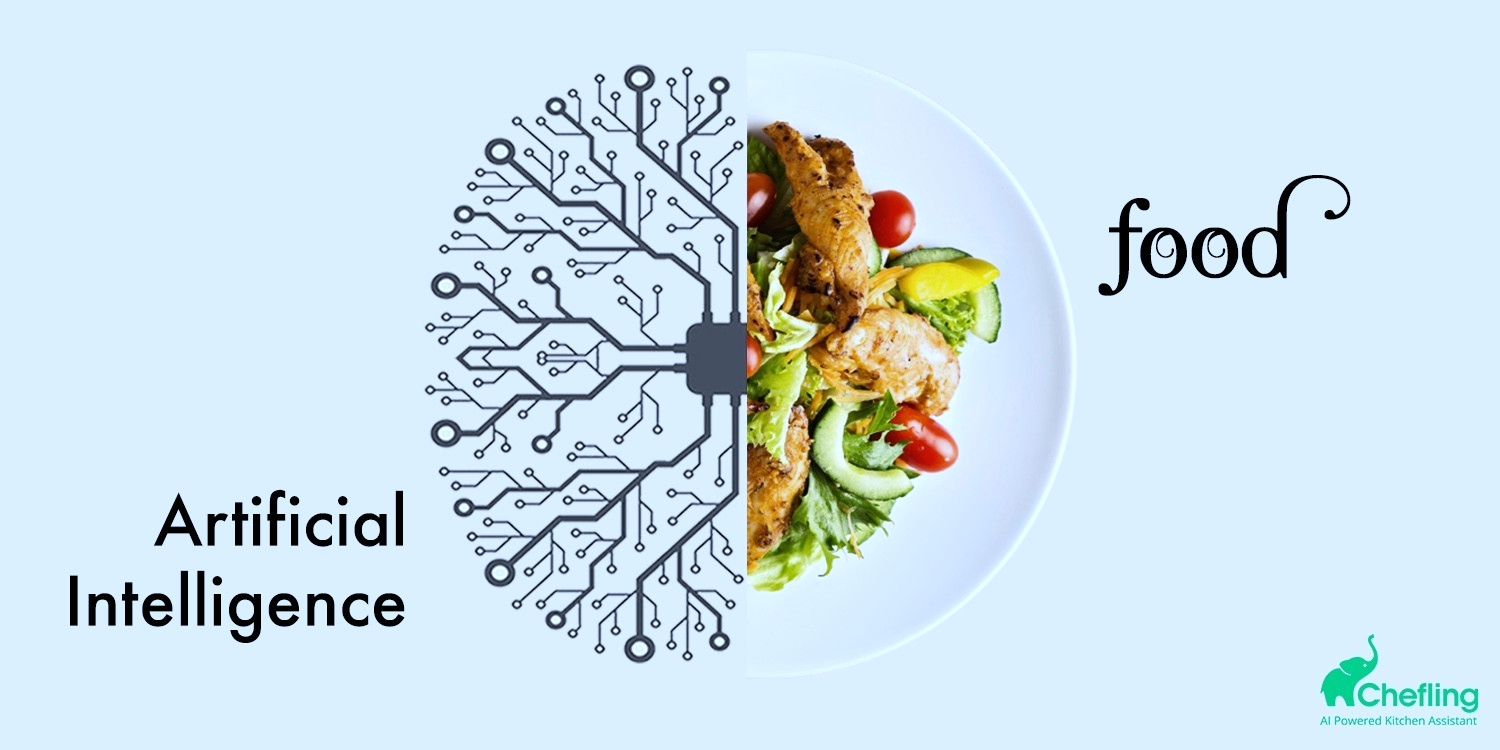 Artificial
Intelligence
food
Chefling
AI Powered Kitchen Assistant